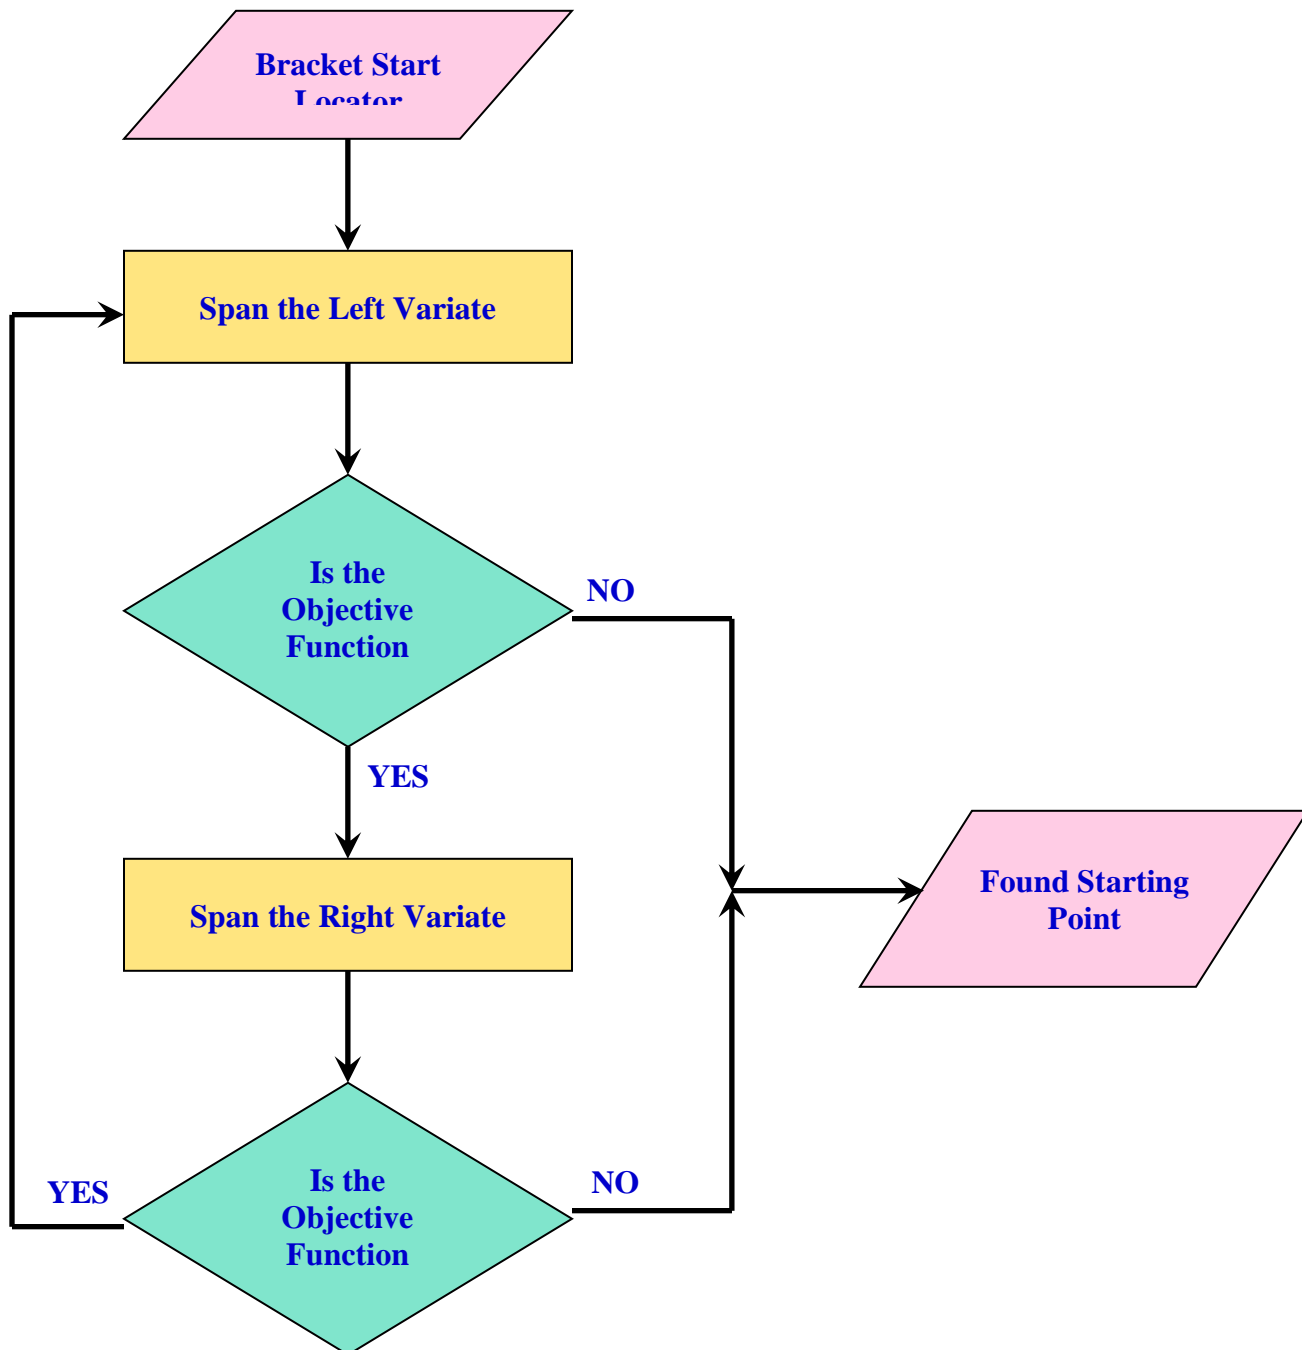 Bracket Start
Locator
Span the Left Variate
Is the
Objective
Function
NO
YES
Span the Right Variate
Found Starting
Point
Is the
Objective
Function
YES
NO